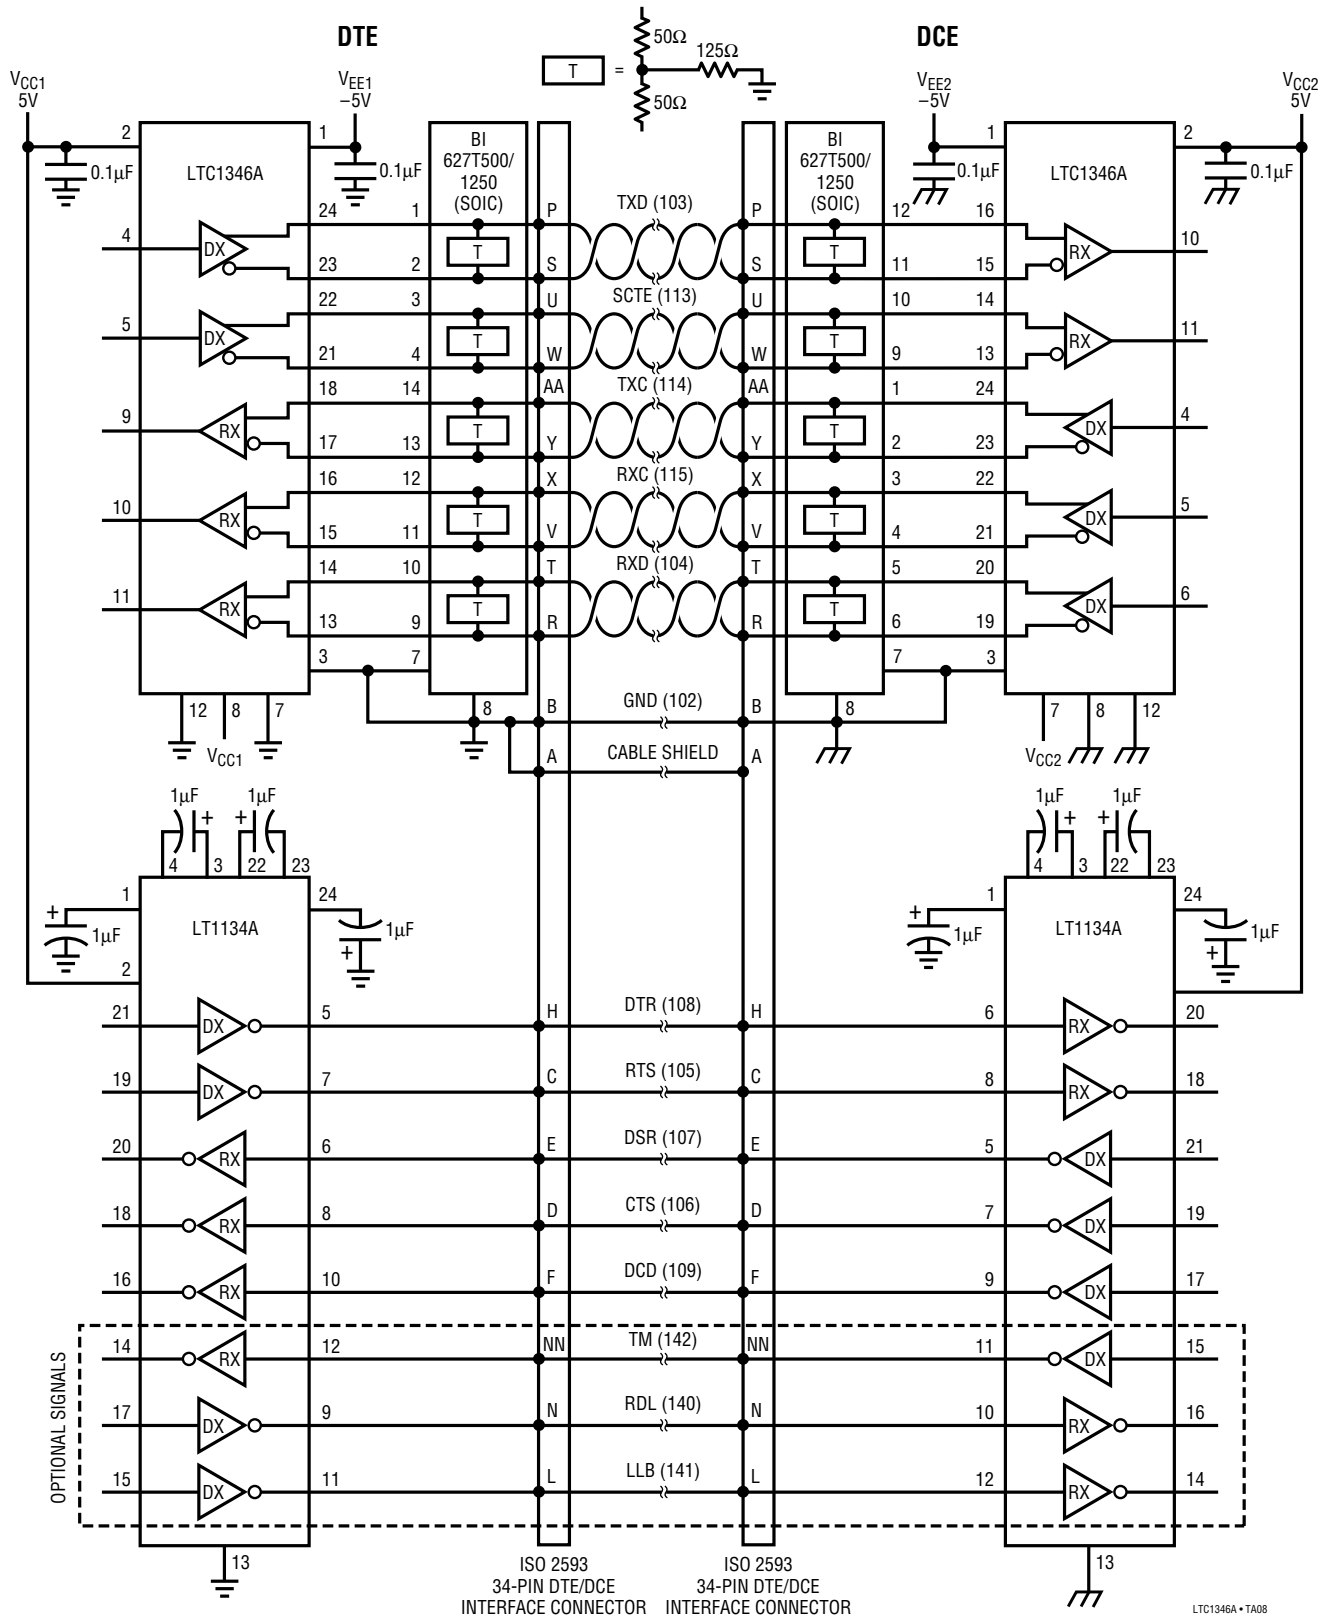 DTE
50Ω
125Ω
T =
50Ω
DCE
VCC1
5V
VEE1
–5V
VEE2
–5V
VCC2
5V
2
1
1
2
0.1µF
LTC1346A
0.1µF
BI
627T500/
1250
(SOIC)
BI
627T500/
1250
(SOIC)
0.1µF
LTC1346A
0.1µF
24 1 P TXD (103) P 12 16
4 DX T T RX 10
23 2 S S 11 15
22 3 U SCTE (113) U 10 14
5 DX T T RX 11
21 4 W W 9 13
18 14 AA TXC (114) AA 1 24
9 RX T T DX 4
17 13 Y Y 2 23
16 12 X RXC (115) X 3 22
10 RX T T DX 5
15 11 V V 4 21
14 10 T RXD (104) T 5 20
11 RX T T DX 6
13 9 R R 6 19
3 7 7 3
12 8 7 8 B GND (102) B 8 7 8 12
VCC1 A CABLE SHIELD A VCC2
1µF 1µF 1µF 1µF
+ + + +
4 3 22 23 4 3 22 23
1 24 1 24
+ 1µF LT1134A 1µF + + 1µF LT1134A 1µF +
2
21 DX 5 H DTR (108) H 6 RX 20
19 DX 7 C RTS (105) C 8 RX 18
20 RX 6 E DSR (107) E 5 DX 21
18 RX 8 D CTS (106) D 7 DX 19
16 RX 10 F DCD (109) F 9 DX 17
OPTIONAL SIGNALS
14 RX 12 NN TM (142) NN 11 DX 15
17 DX 9 N RDL (140) N 10 RX 16
15 DX 11 L LLB (141) L 12 RX 14
13 13
ISO 2593
34-PIN DTE/DCE
INTERFACE CONNECTOR
ISO 2593
34-PIN DTE/DCE
INTERFACE CONNECTOR
LTC1346A • TA08